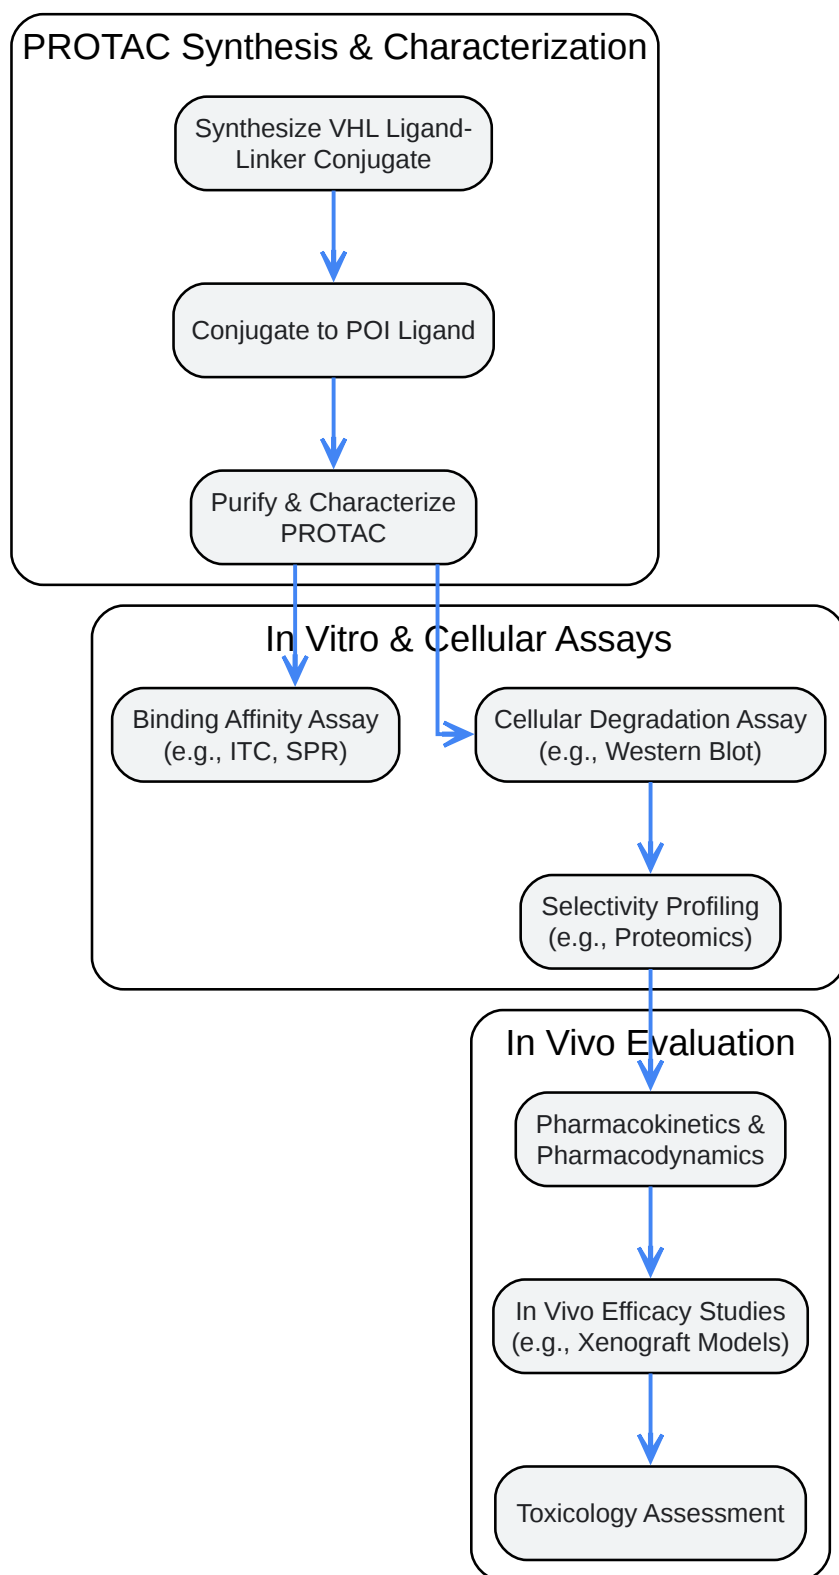 PROTAC Synthesis & Characterization
Synthesize VHL Ligand-
Linker Conjugate
Conjugate to POI Ligand
Purify & Characterize
PROTAC
In Vitro & Cellular Assays
Binding Affinity Assay
(e.g., ITC, SPR)
Cellular Degradation Assay
(e.g., Western Blot)
Selectivity Profiling
(e.g., Proteomics)
In Vivo Evaluation
Pharmacokinetics &
Pharmacodynamics
In Vivo Efficacy Studies
(e.g., Xenograft Models)
Toxicology Assessment